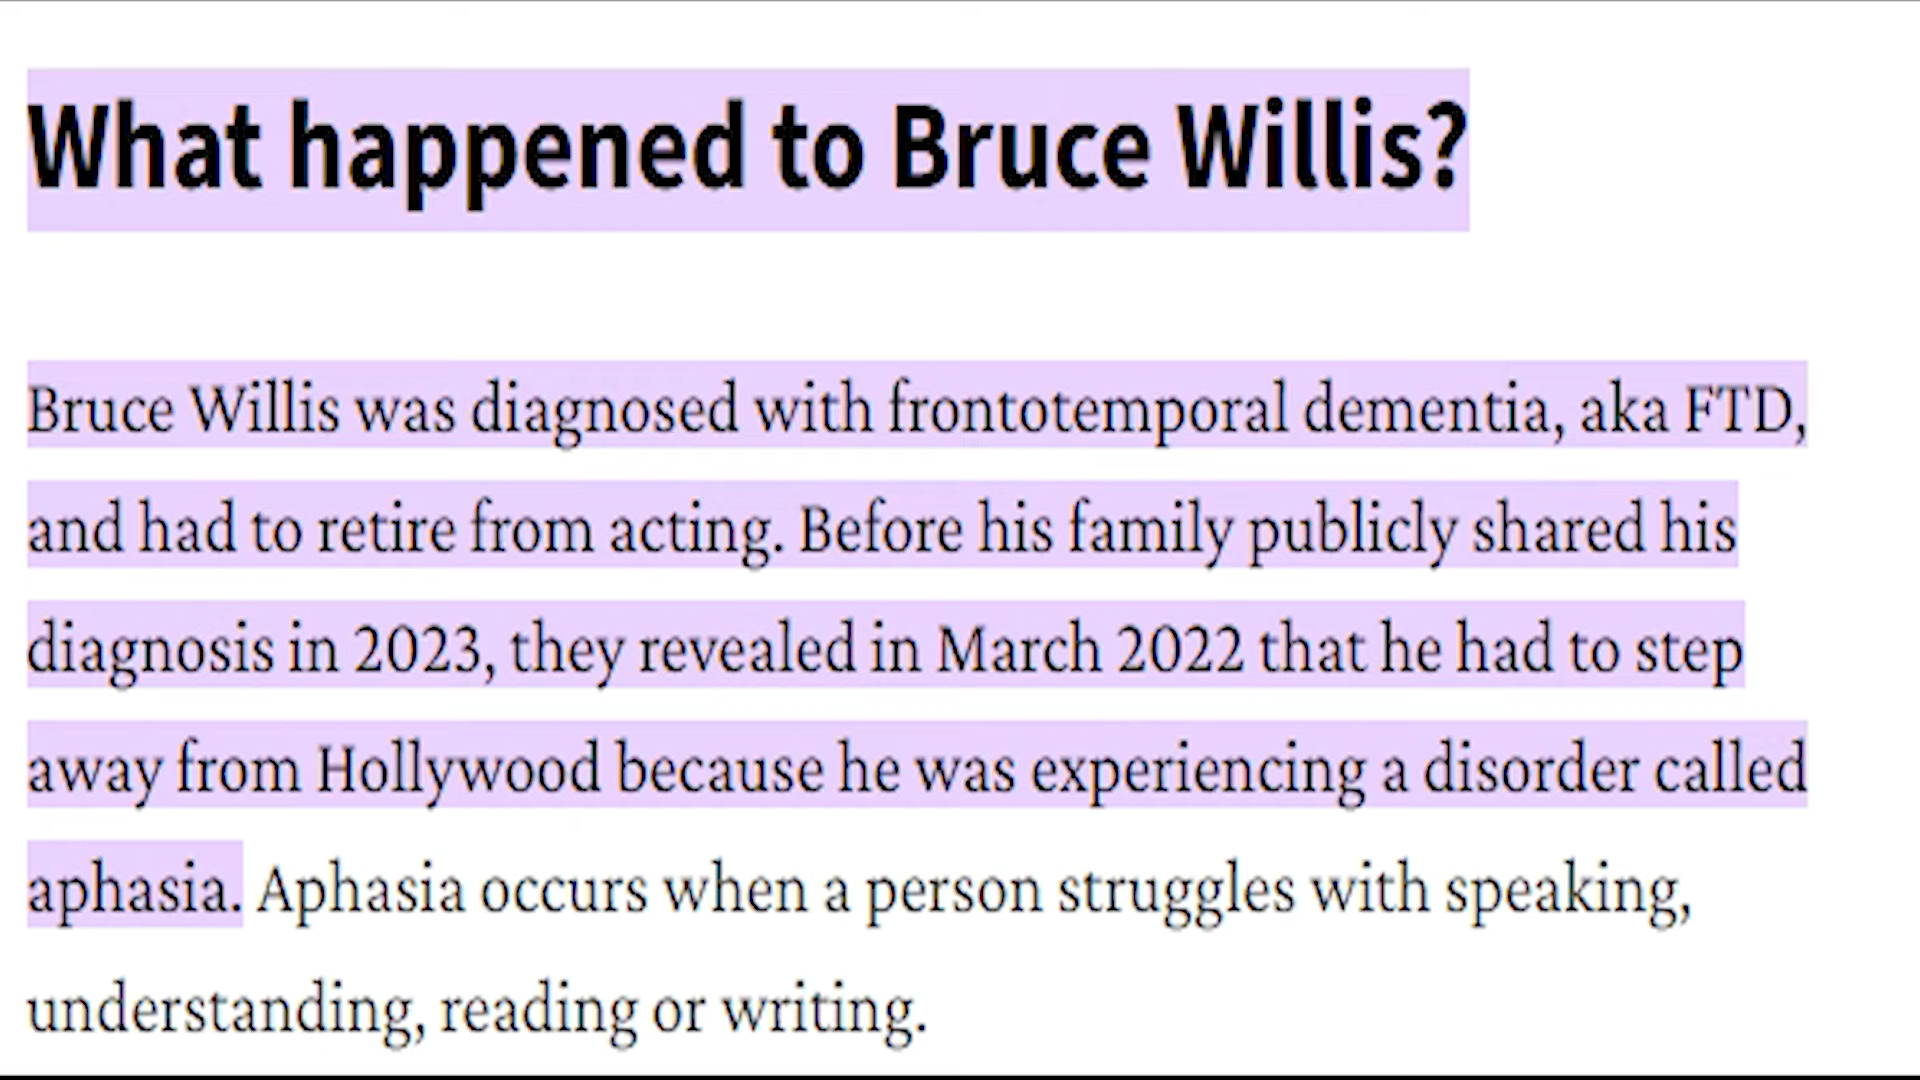 What happened to Bruce Willis?
Bruce Willis was diagnosed with frontotemporal dementia, aka FTD,
and had to retire from acting. Before his family publicly shared his
diagnosis in 2023, they revealed in March 2022 that he had to step
away from Hollywood because he was experiencing a disorder called
aphasia. Aphasia occurs when a person struggles with speaking,
understanding, reading or writing.